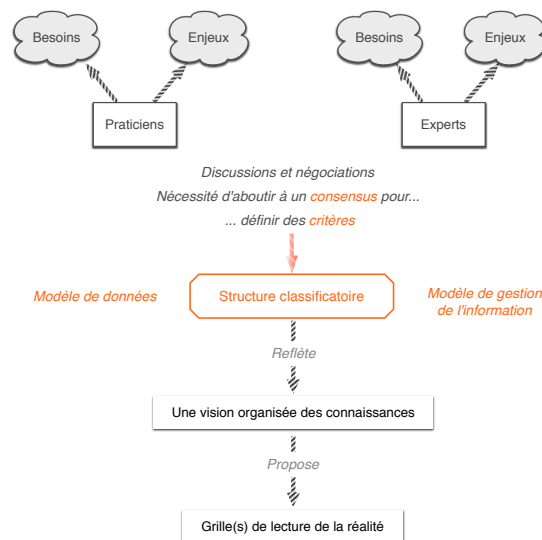 Besoins
Enjeux
Besoins
Enjeux
Praticiens
Experts
Discussions et négociations
Nécessité d'aboutir à un consensus pour...
... définir des critères
Modèle de données
Structure classificatoire
Modèle de gestion
de l'information
Reflète
Une vision organisée des connaissances
Propose
Grille(s) de lecture de la réalité